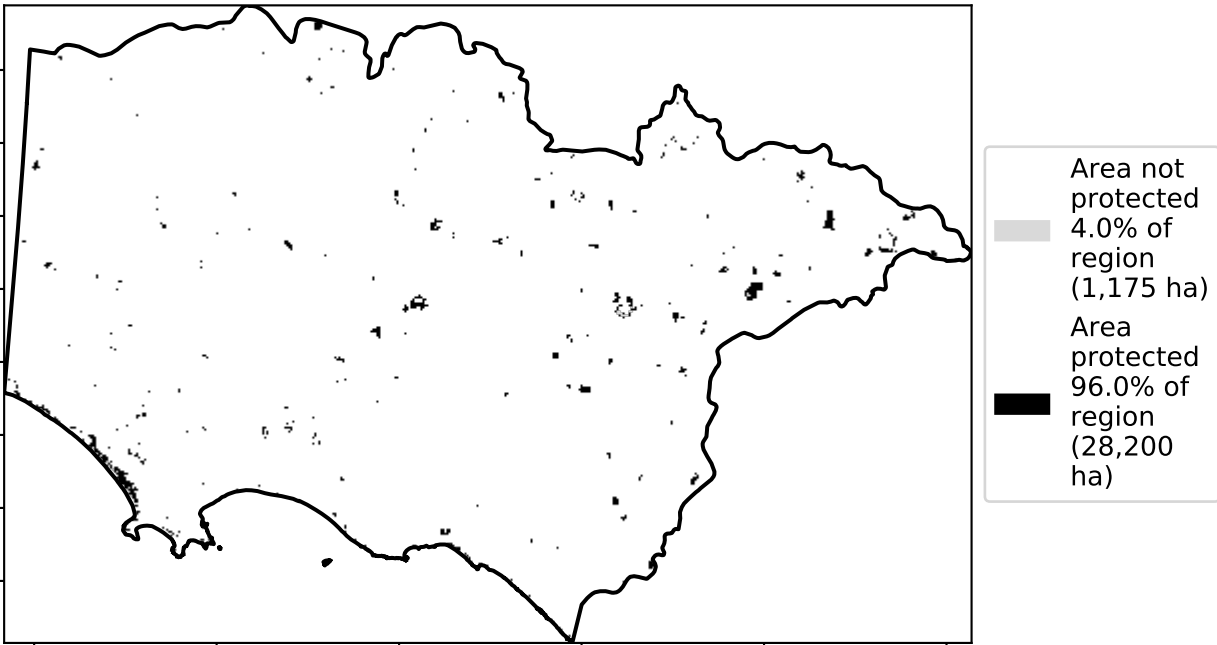 Area not
protected
4.0% of
region
(1,175 ha)
Area
protected
96.0% of
region
(28,200
ha)